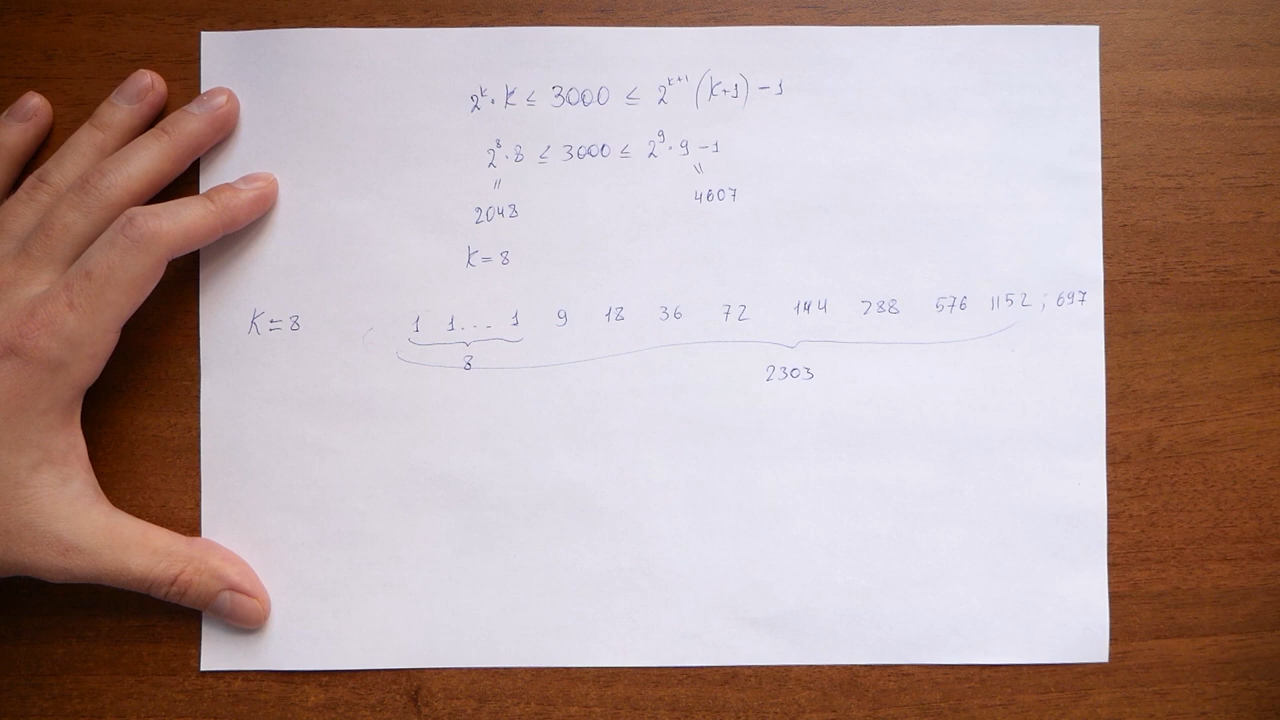 2^k · k ≤ 3000 ≤ 2^{k+1} (k+1) − 1
2^8 · 8 ≤ 3000 ≤ 2^9 · 9 − 1
= =
2048 4607
k = 8
k = 8 1 1 ... 1 9 18 36 72 144 288 576 1152 ; 697
8
2303